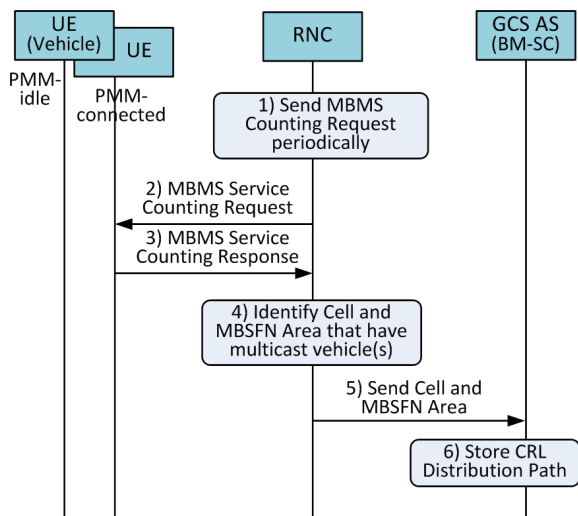 UE
(Vehicle)
UE
RNC
GCS AS
(BM-SC)
PMM-
idle
PMM-
connected
1) Send MBMS
Counting Request
periodically
2) MBMS Service
Counting Request
3) MBMS Service
Counting Response
4) Identify Cell and
MBSFN Area that have
multicast vehicle(s)
5) Send Cell and
MBSFN Area
6) Store CRL
Distribution Path